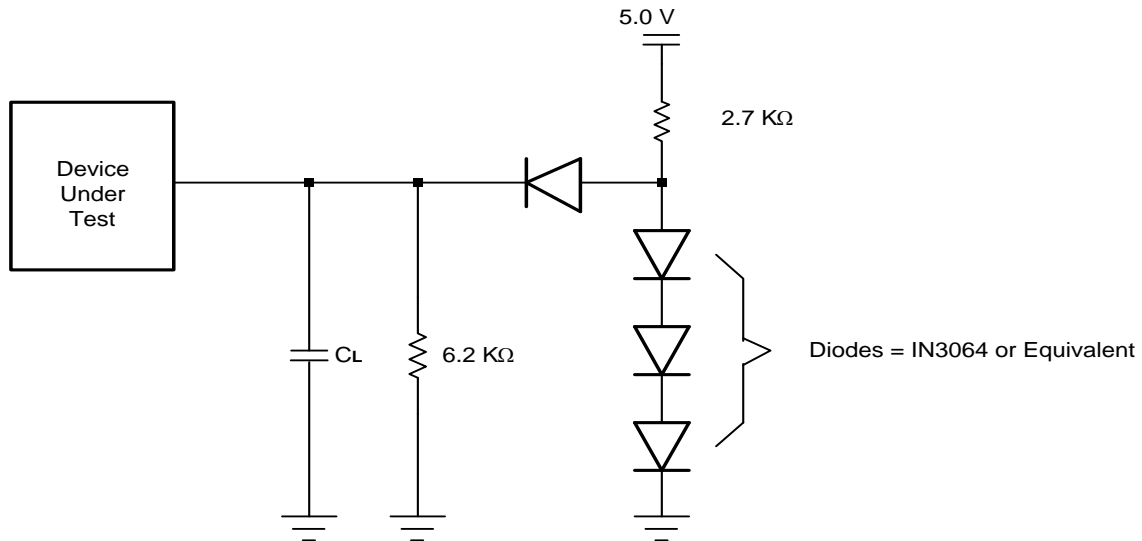 5.0 V
2.7 KΩ
Device
Under
Test
CL
6.2 KΩ
Diodes = IN3064 or Equivalent